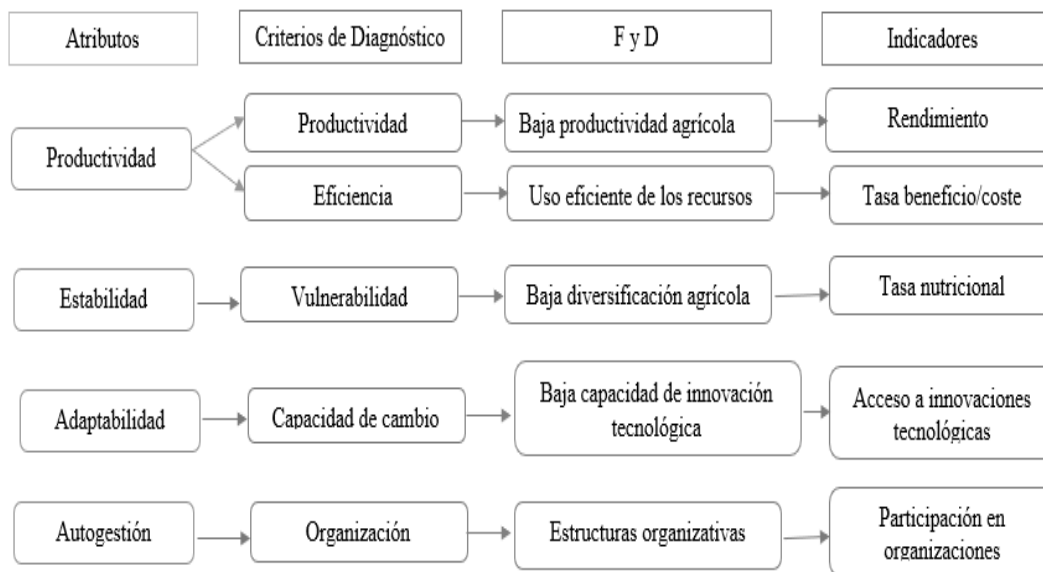 Atributos
Criterios de Diagnóstico
F y D
Indicadores
Productividad
Productividad
Baja productividad agrícola
Rendimiento
Eficiencia
Uso eficiente de los recursos
Tasa beneficio/coste
Estabilidad
Vulnerabilidad
Baja diversificación agrícola
Tasa nutricional
Adaptabilidad
Capacidad de cambio
Baja capacidad de innovación
tecnológica
Acceso a innovaciones
tecnológicas
Autogestión
Organización
Estructuras organizativas
Participación en
organizaciones